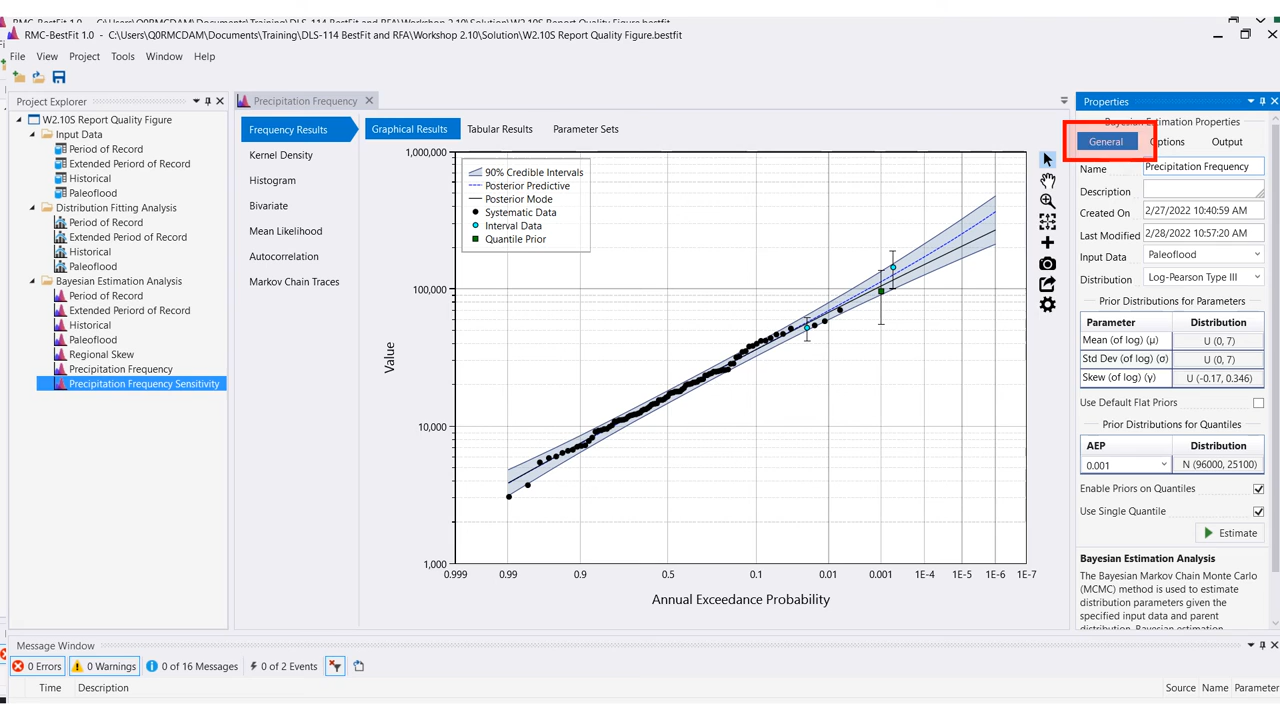 RMC-BestFit 1.0 - C:\Users\Q0RMCDAM\Documents\Training\DLS-114 BestFit and RFA\Workshop 2.10\Solution\W2.10S Report Quality Figure.bestfit
File View Project Tools Window Help
Project Explorer
W2.10S Report Quality Figure
Input Data
Period of Record
Extended Periord of Record
Historical
Paleoflood
Distribution Fitting Analysis
Period of Record
Extended Period of Record
Historical
Paleoflood
Bayesian Estimation Analysis
Period of Record
Extended Period of Record
Historical
Paleoflood
Regional Skew
Precipitation Frequency
Precipitation Frequency Sensitivity
Precipitation Frequency
Frequency Results
Kernel Density
Histogram
Bivariate
Mean Likelihood
Autocorrelation
Markov Chain Traces
Graphical Results Tabular Results Parameter Sets
1,000,000
100,000
10,000
1,000
Value
90% Credible Intervals
Posterior Predictive
Posterior Mode
Systematic Data
Interval Data
Quantile Prior
0.999 0.99 0.9 0.5 0.1 0.01 0.001 1E-4 1E-5 1E-6 1E-7
Annual Exceedance Probability
Properties
Bayesian Estimation Properties
General Options Output
Name Precipitation Frequency
Description
Created On 2/27/2022 10:40:59 AM
Last Modified 2/28/2022 10:57:20 AM
Input Data Paleoflood
Distribution Log-Pearson Type III
Prior Distributions for Parameters
Parameter Distribution
Mean (of log) (µ) U (0, 7)
Std Dev (of log) (σ) U (0, 7)
Skew (of log) (γ) U (-0.17, 0.346)
Use Default Flat Priors
Prior Distributions for Quantiles
AEP Distribution
0.001 N (96000, 25100)
Enable Priors on Quantiles
Use Single Quantile
Estimate
Bayesian Estimation Analysis
The Bayesian Markov Chain Monte Carlo
(MCMC) method is used to estimate
distribution parameters given the
specified input data and parent
distribution. Bayesian estimation
Message Window
0 Errors 0 Warnings 0 of 16 Messages 0 of 2 Events
Time Description Source Name Parameter